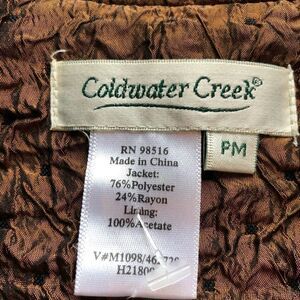 Coldwater Creek®
PM
RN 98516
Made in China
Jacket:
76%Polyester
24%Rayon
Lining:
100%Acetate